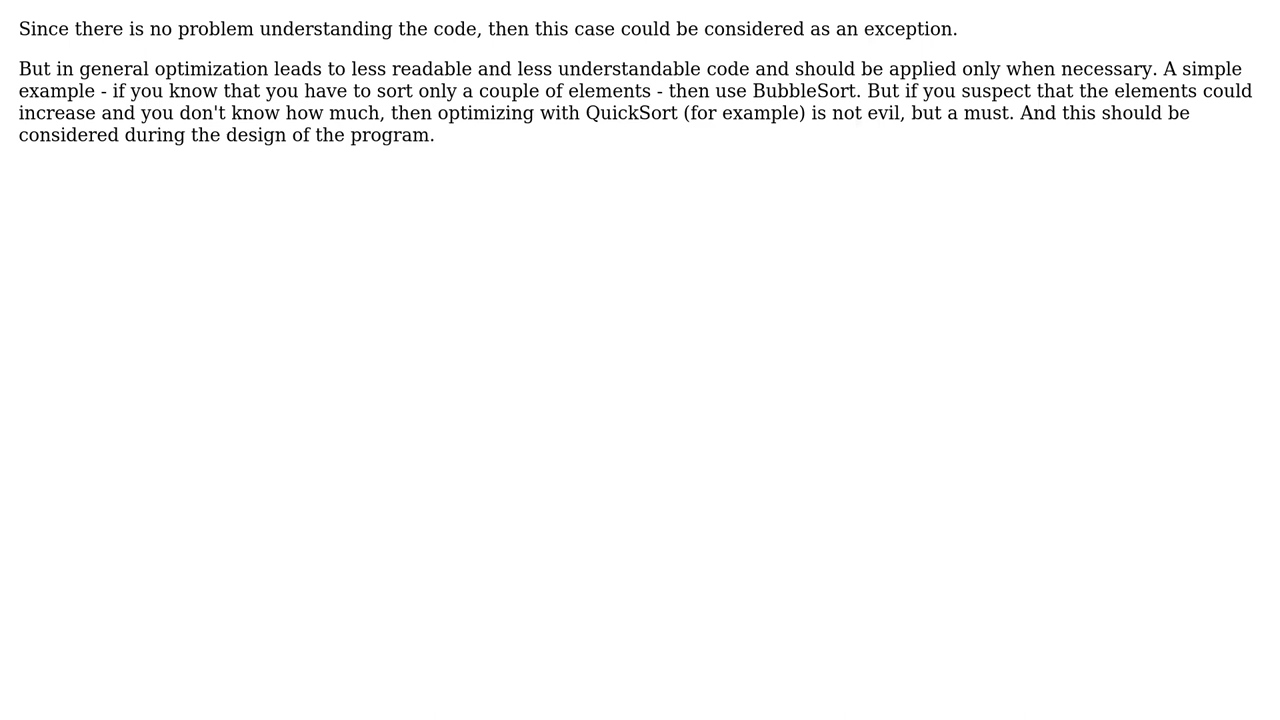 Since there is no problem understanding the code, then this case could be considered as an exception.
But in general optimization leads to less readable and less understandable code and should be applied only when necessary. A simple
example - if you know that you have to sort only a couple of elements - then use BubbleSort. But if you suspect that the elements could
increase and you don't know how much, then optimizing with QuickSort (for example) is not evil, but a must. And this should be
considered during the design of the program.